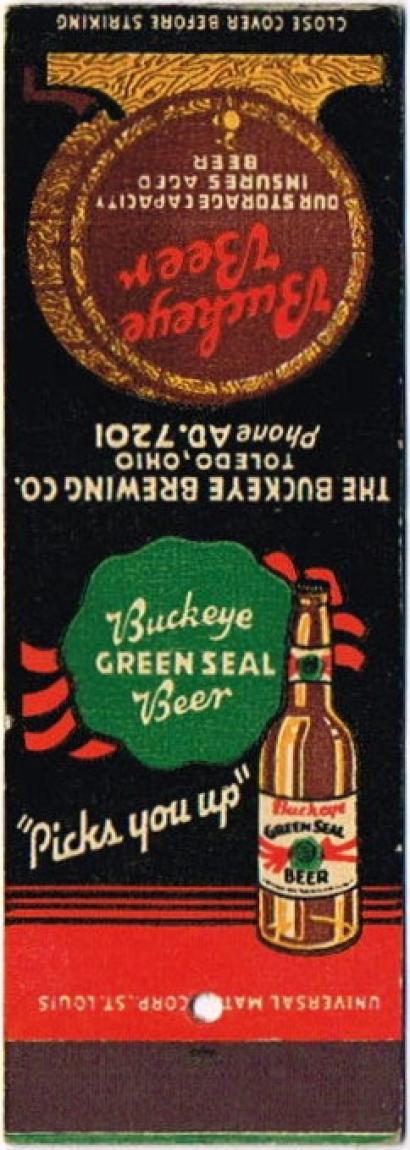 CLOSE COVER BEFORE STRIKING
Buckeye
Beer
OUR STORAGE CAPACITY
INSURES AGED
BEER
THE BUCKEYE BREWING CO.
TOLEDO, OHIO
Phone AD. 7201
Buckeye
GREEN SEAL
Beer
"Picks you up"
Buckeye
GREEN SEAL
BEER
UNIVERSAL MATCH CORP., ST. LOUIS